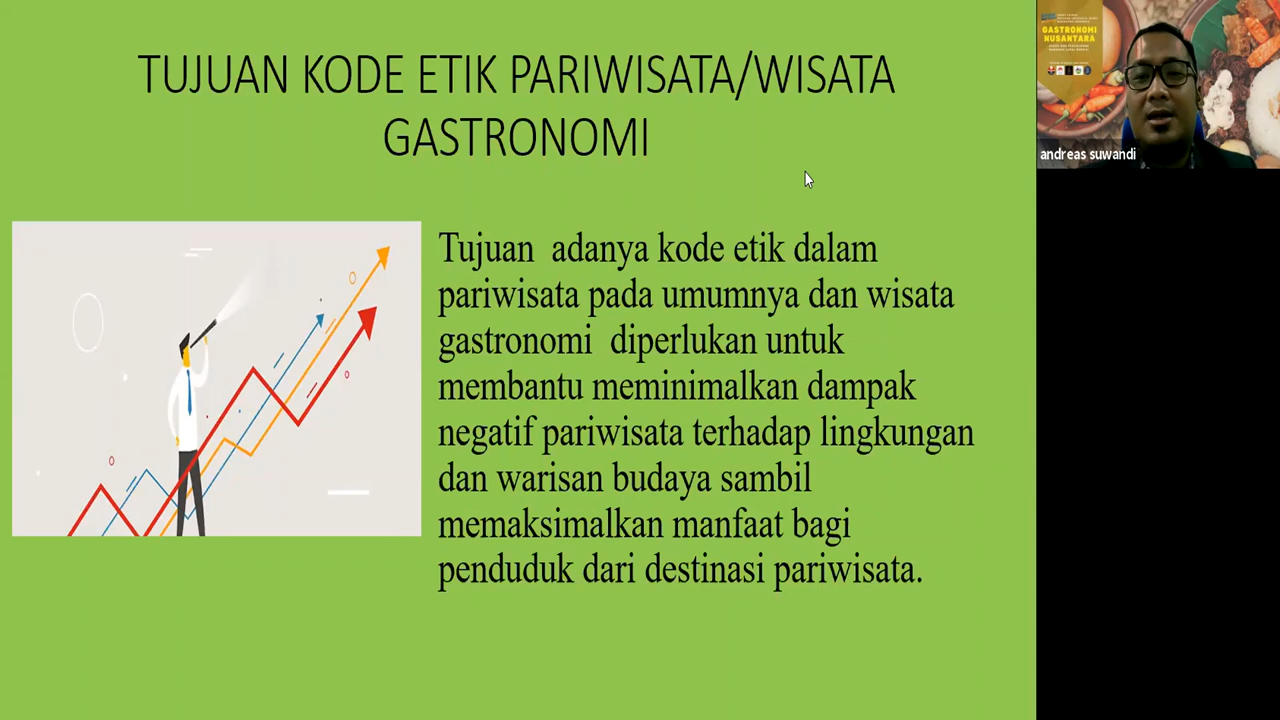 TUJUAN KODE ETIK PARIWISATA/WISATA
GASTRONOMI
Tujuan adanya kode etik dalam
pariwisata pada umumnya dan wisata
gastronomi diperlukan untuk
membantu meminimalkan dampak
negatif pariwisata terhadap lingkungan
dan warisan budaya sambil
memaksimalkan manfaat bagi
penduduk dari destinasi pariwisata.
GASTRONOMI
NUSANTARA
andreas suwandi